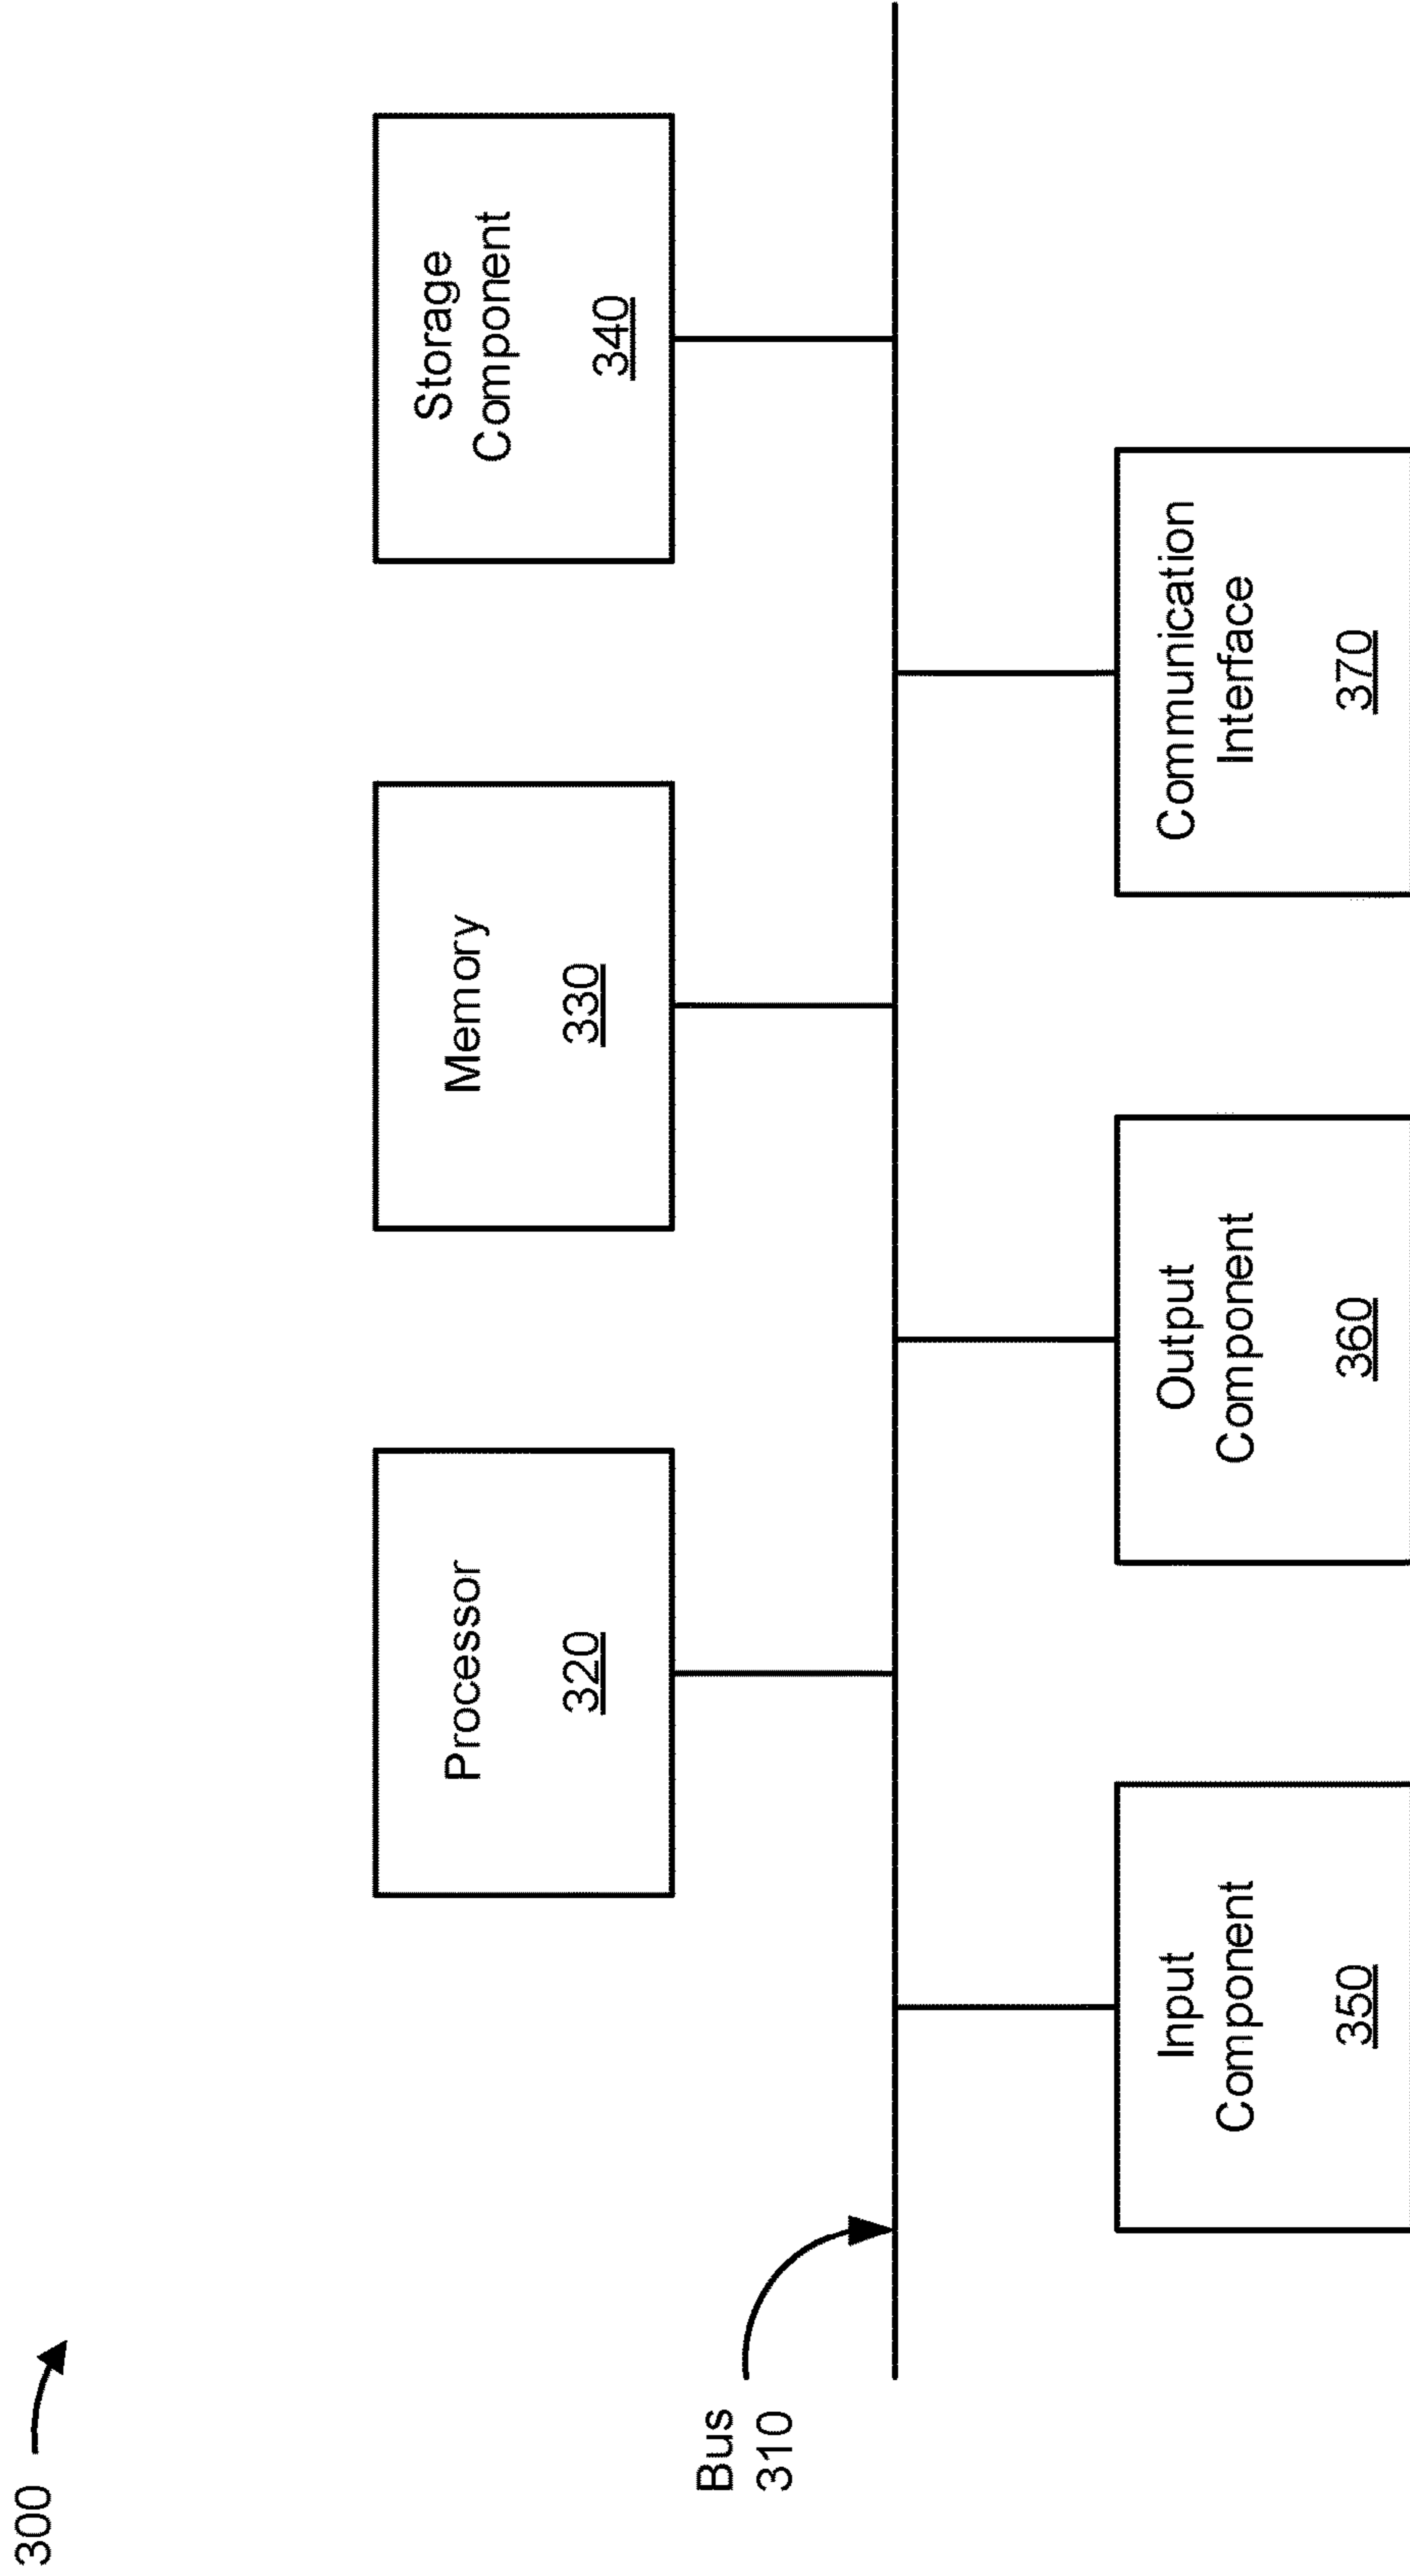 300
Processor
320
Memory
330
Storage
Component
340
Bus
310
Input
Component
350
Output
Component
360
Communication
Interface
370